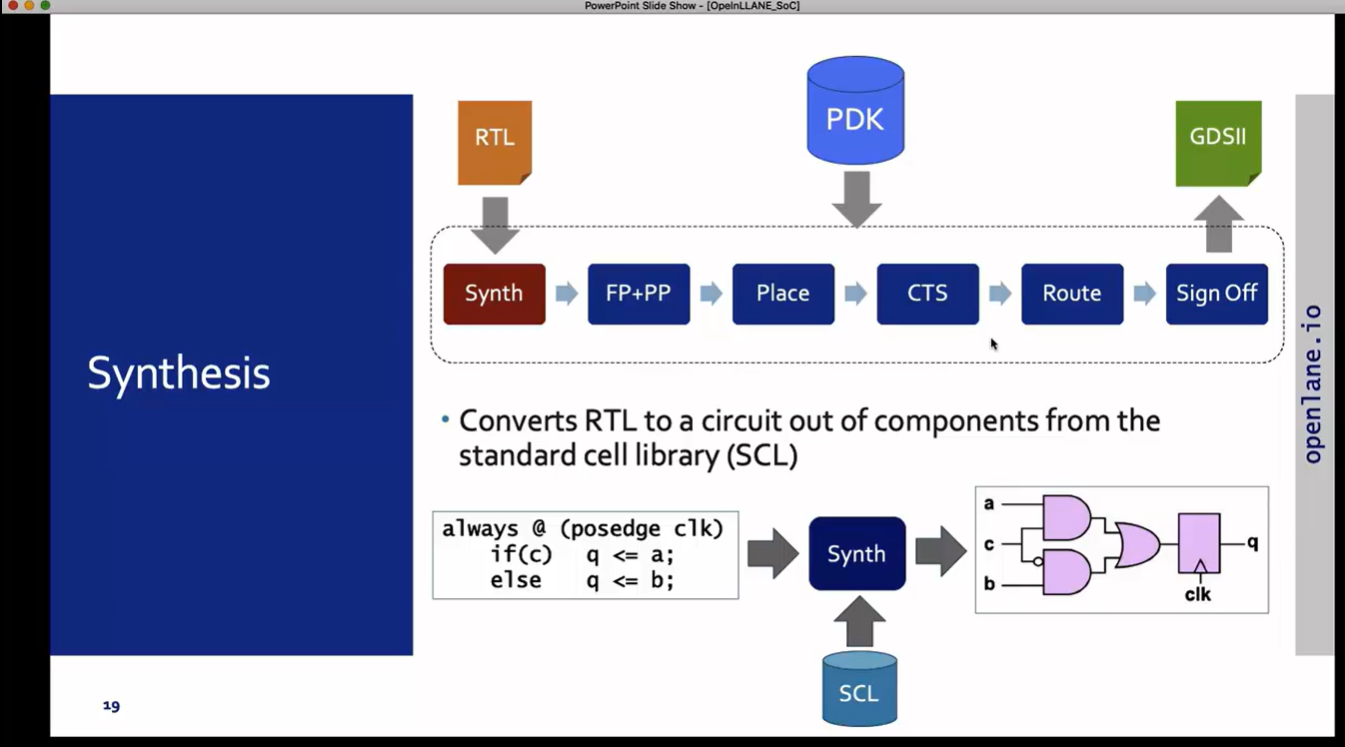 PowerPoint Slide Show - [OpeInLLANE_SoC]
RTL
PDK
GDSII
Synth
FP+PP
Place
CTS
Route
Sign Off
Synthesis
openlane.io
• Converts RTL to a circuit out of components from the
standard cell library (SCL)
always @ (posedge clk)
if(c) q <= a;
else q <= b;
Synth
a
c
b
q
clk
SCL
19